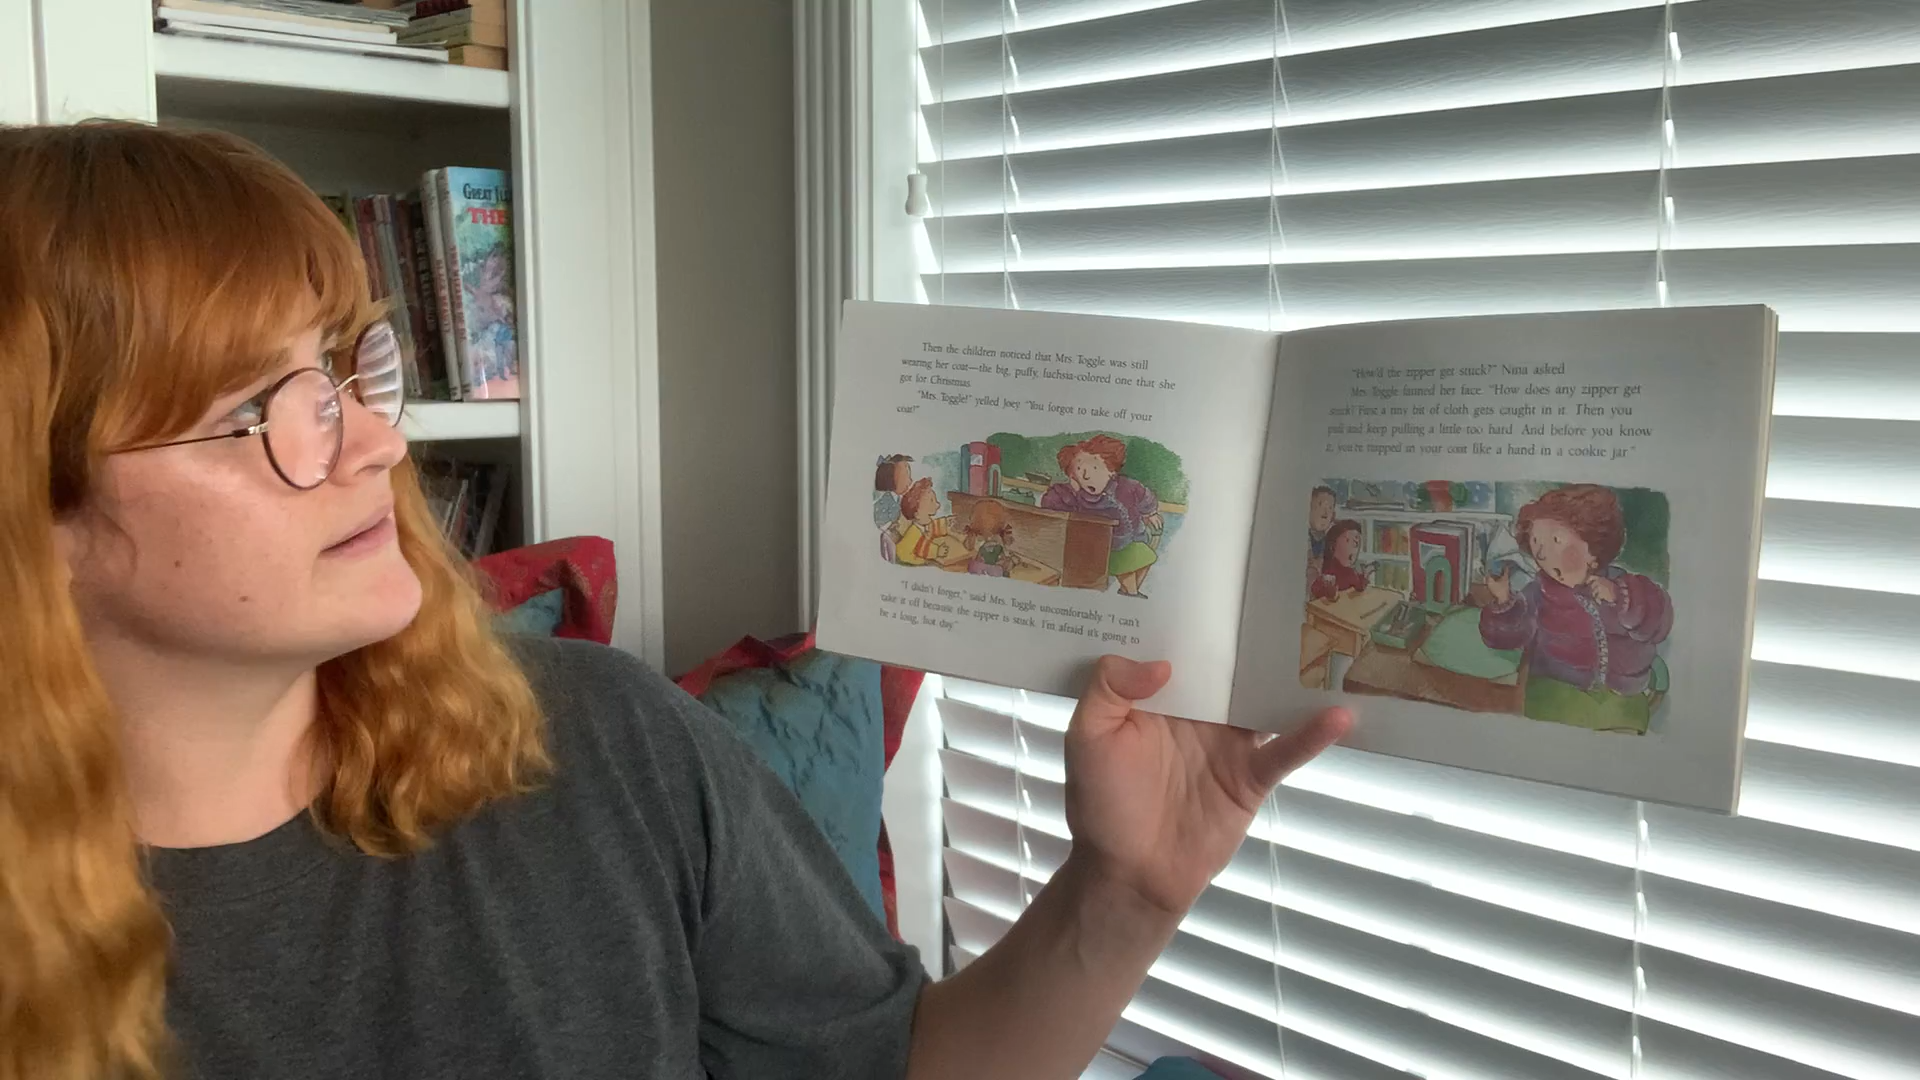 GREAT ILL
THE
Then the children noticed that Mrs. Toggle was still
wearing her coat—the big, puffy, fuchsia-colored one that she
got for Christmas.
"Mrs. Toggle!" yelled Joey. "You forgot to take off your
coat!"
"I didn't forget," said Mrs. Toggle uncomfortably. "I can't
take it off because the zipper is stuck. I'm afraid it's going to
be a long, hot day."
"How'd the zipper get stuck?" Nina asked.
Mrs. Toggle fanned her face. "How does any zipper get
stuck? First a tiny bit of cloth gets caught in it. Then you
pull and keep pulling a little too hard. And before you know
it, you're trapped in your coat like a hand in a cookie jar."